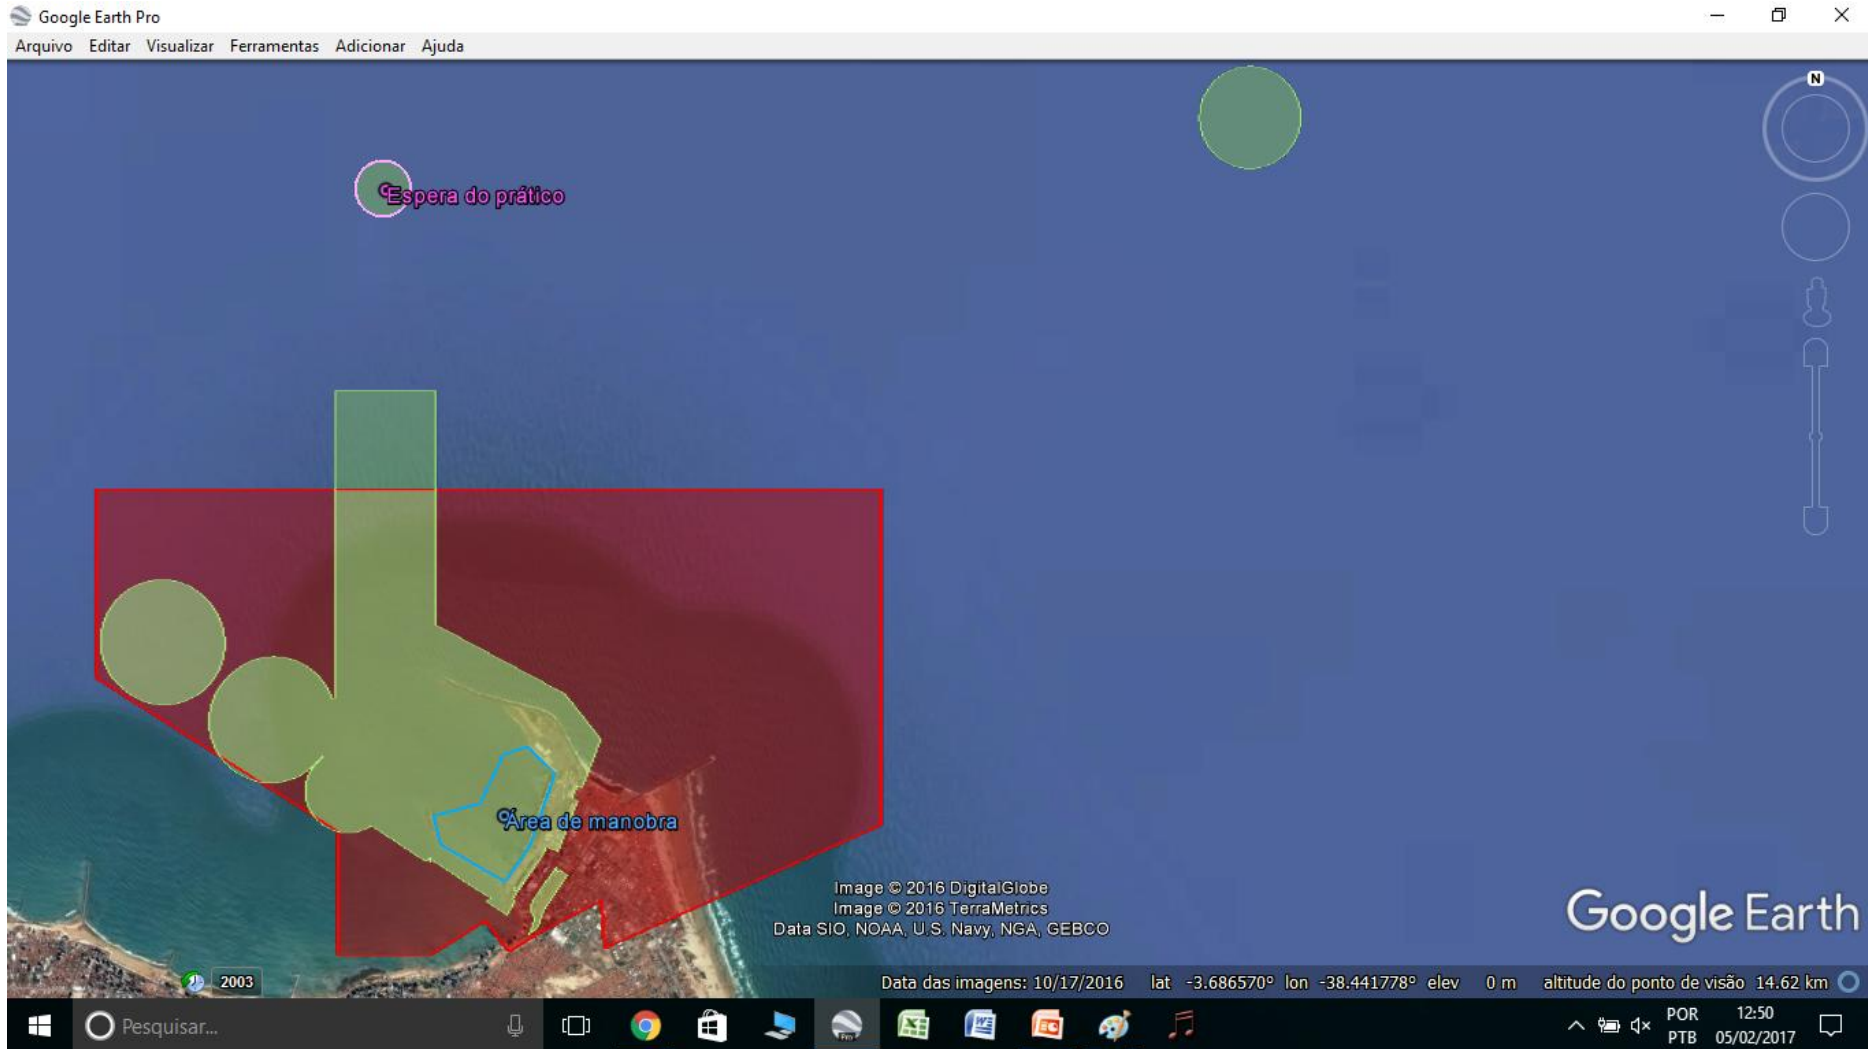 Google Earth Pro
Arquivo Editar Visualizar Ferramentas Adicionar Ajuda
N
Espera do prático
Área de manobra
Image © 2016 DigitalGlobe
Image © 2016 TerraMetrics
Data SIO, NOAA, U.S. Navy, NGA, GEBCO
Google Earth
2003
Data das imagens: 10/17/2016 lat -3.686570° lon -38.441778° elev 0 m altitude do ponto de visão 14.62 km
Pesquisar...
POR
PTB
12:50
05/02/2017